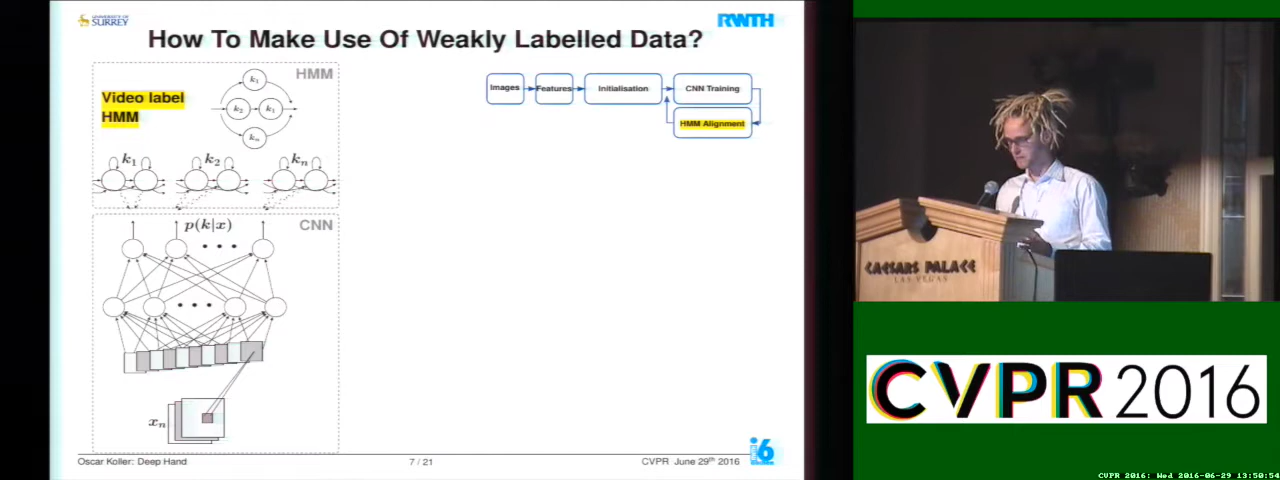 UNIVERSITY OF
SURREY
RWTH
How To Make Use Of Weakly Labelled Data?
HMM
Video label
HMM
k1
k2
k1
kn
k1
k2
kn
Images
Features
Initialisation
CNN Training
HMM Alignment
CNN
p(k|x)
xn
Oscar Koller: Deep Hand
7 / 21
CVPR June 29th 2016
i6
CAESARS PALACE
LAS VEGAS
CVPR 2016
CVPR 2016: Wed 2016-06-29 13:50:54